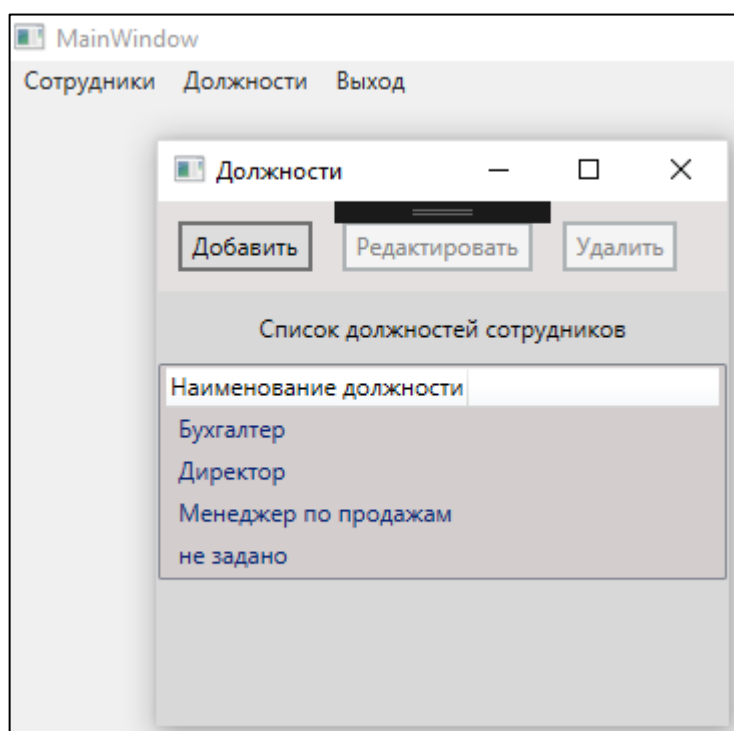 MainWindow
Сотрудники Должности Выход
Должности
Добавить Редактировать Удалить
Список должностей сотрудников
Наименование должности
Бухгалтер
Директор
Менеджер по продажам
не задано